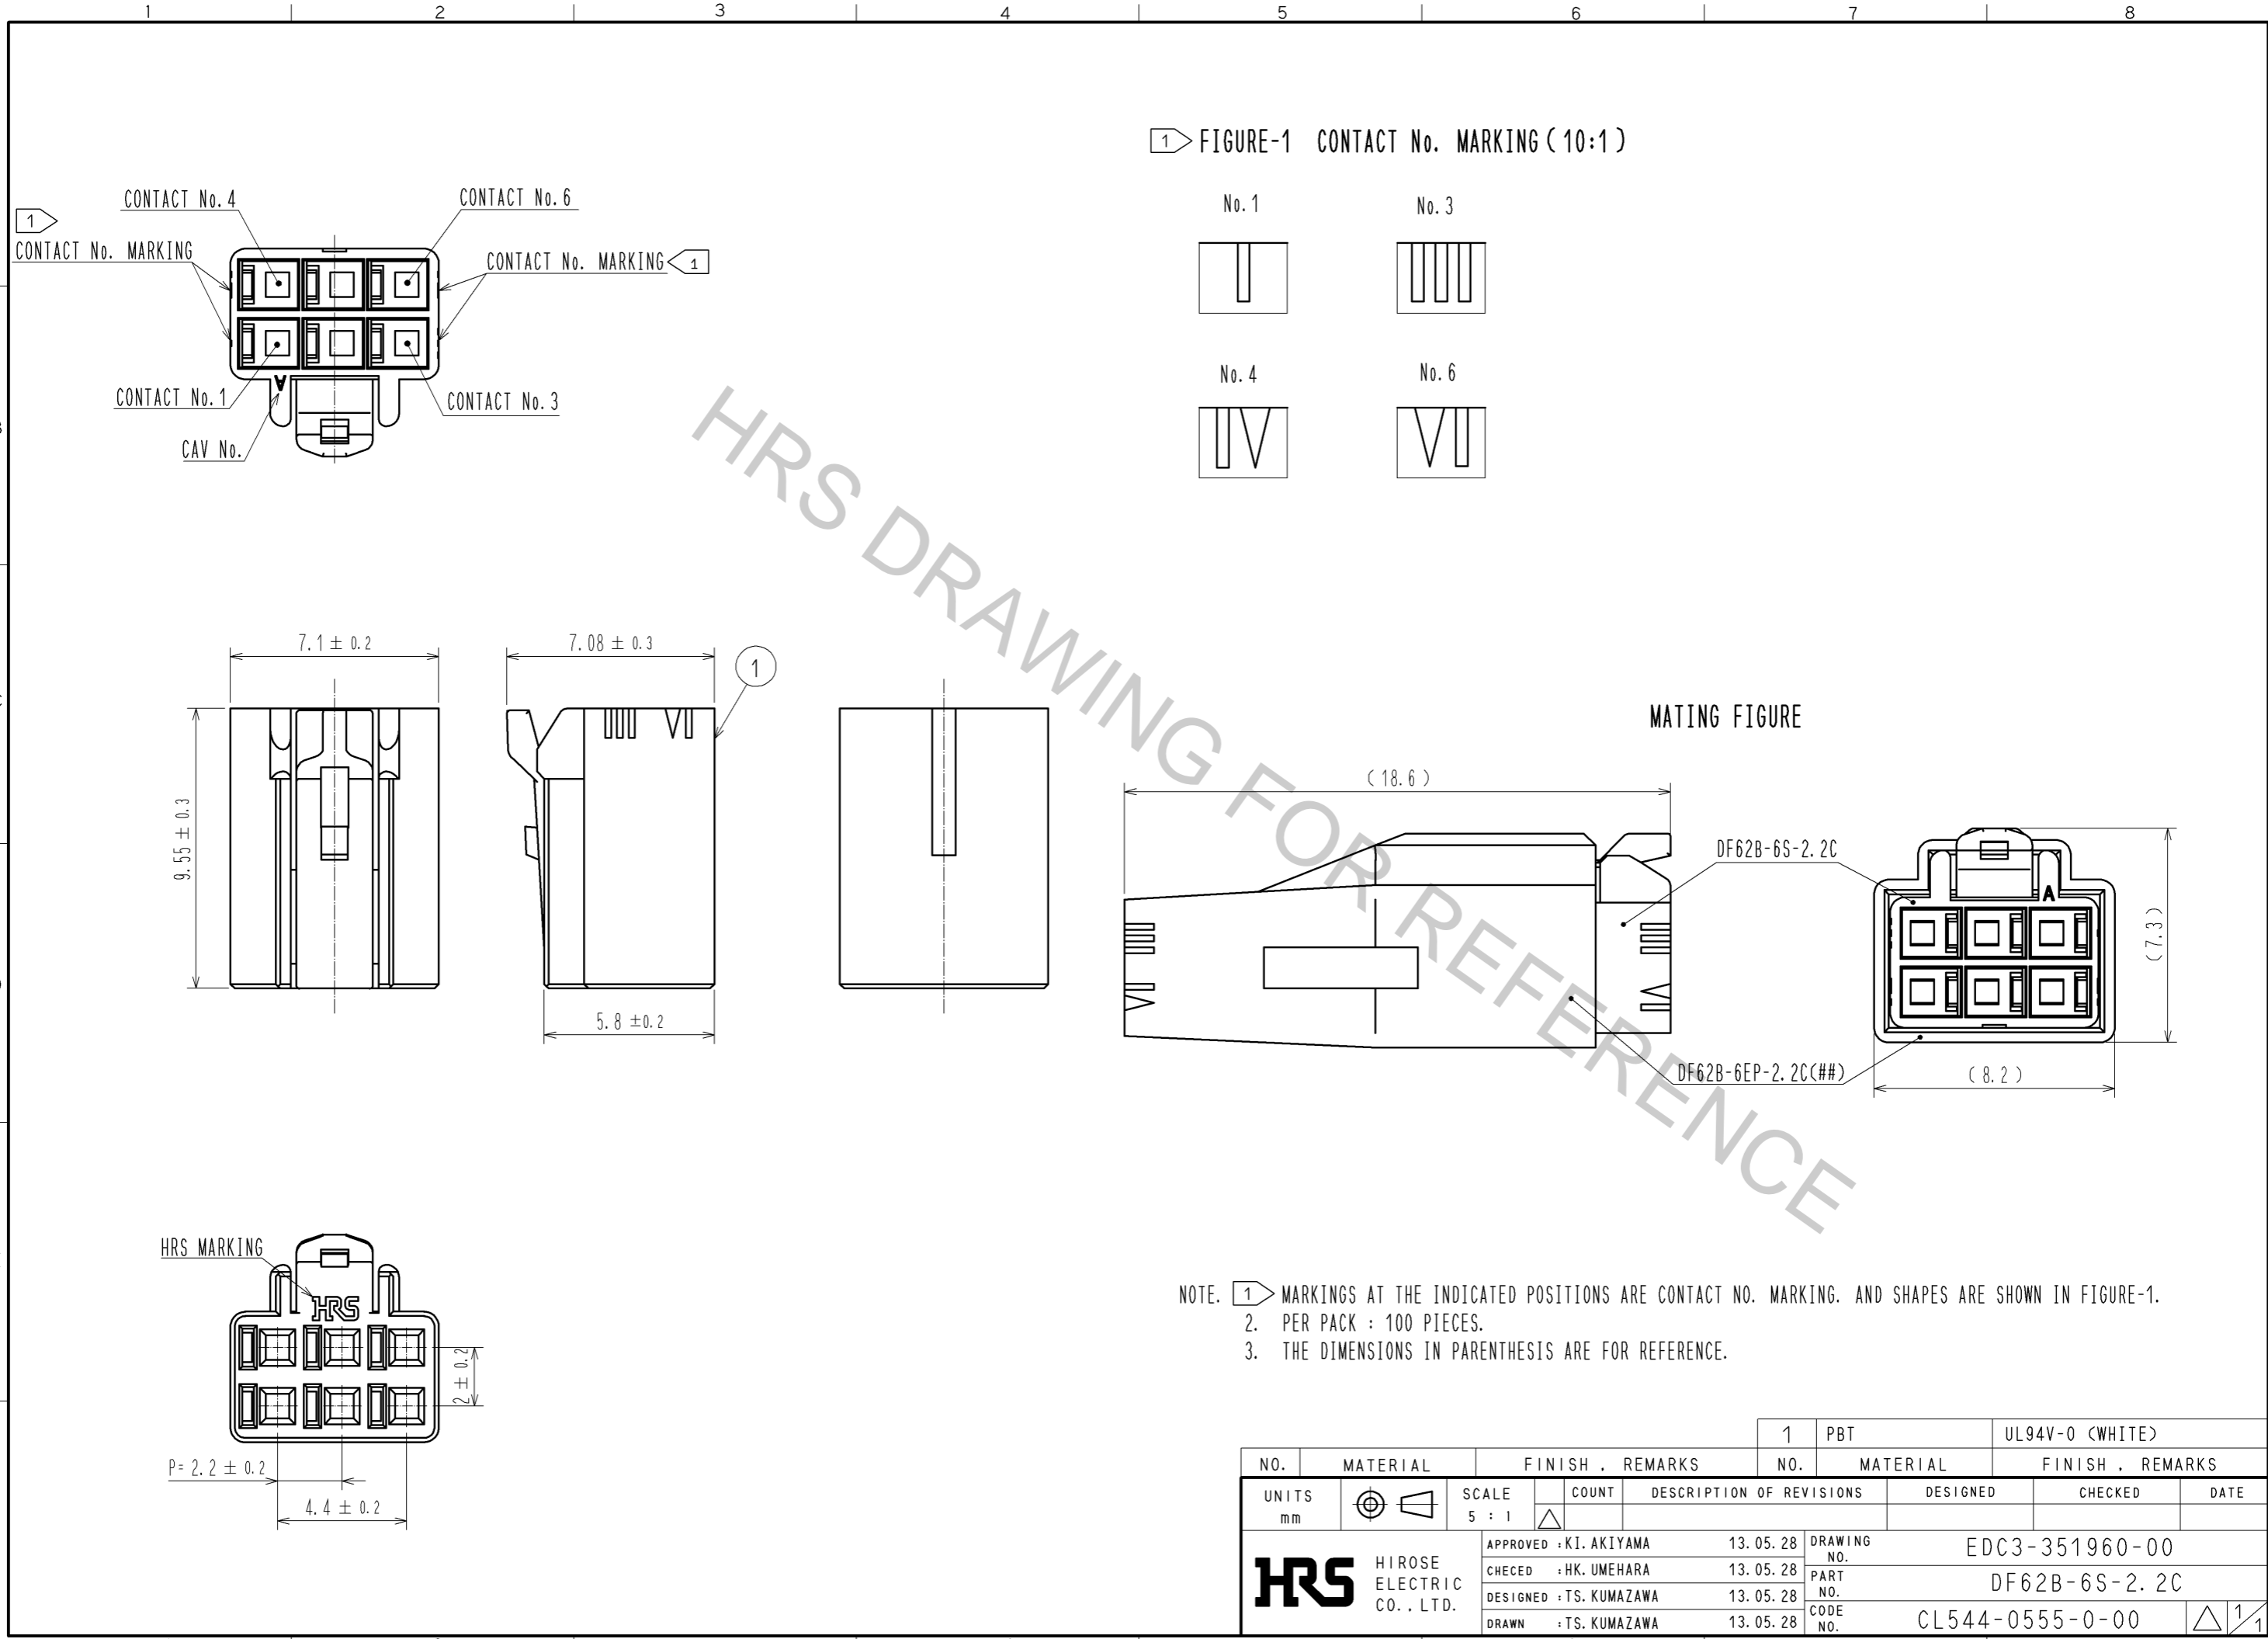 1 2 3 4 5 6 7 8
1 FIGURE-1 CONTACT No. MARKING (10:1)
No. 1 No. 3
No. 4 No. 6
1
CONTACT No. MARKING
CONTACT No. 4
CONTACT No. 6
CONTACT No. MARKING 1
CONTACT No. 1
A
CONTACT No. 3
CAV No.
HRS DRAWING FOR REFERENCE
7.1 ± 0.2
7.08 ± 0.3
1
9.55 ± 0.3
5.8 ±0.2
MATING FIGURE
(18.6)
DF62B-6S-2.2C
A
(7.3)
DF62B-6EP-2.2C(##)
(8.2)
HRS MARKING
HRS
2 ± 0.2
P= 2.2 ± 0.2
4.4 ± 0.2
NOTE. 1 MARKINGS AT THE INDICATED POSITIONS ARE CONTACT NO. MARKING. AND SHAPES ARE SHOWN IN FIGURE-1.
2. PER PACK : 100 PIECES.
3. THE DIMENSIONS IN PARENTHESIS ARE FOR REFERENCE.
1 PBT UL94V-0 (WHITE)
NO. MATERIAL FINISH . REMARKS NO. MATERIAL FINISH . REMARKS
UNITS mm SCALE 5 : 1 COUNT DESCRIPTION OF REVISIONS DESIGNED CHECKED DATE
HRS HIROSE ELECTRIC CO., LTD.
APPROVED : KI. AKIYAMA 13.05.28 DRAWING NO. EDC3-351960-00
CHECED : HK. UMEHARA 13.05.28 PART NO. DF62B-6S-2.2C
DESIGNED : TS. KUMAZAWA 13.05.28
DRAWN : TS. KUMAZAWA 13.05.28 CODE NO. CL544-0555-0-00 1/1